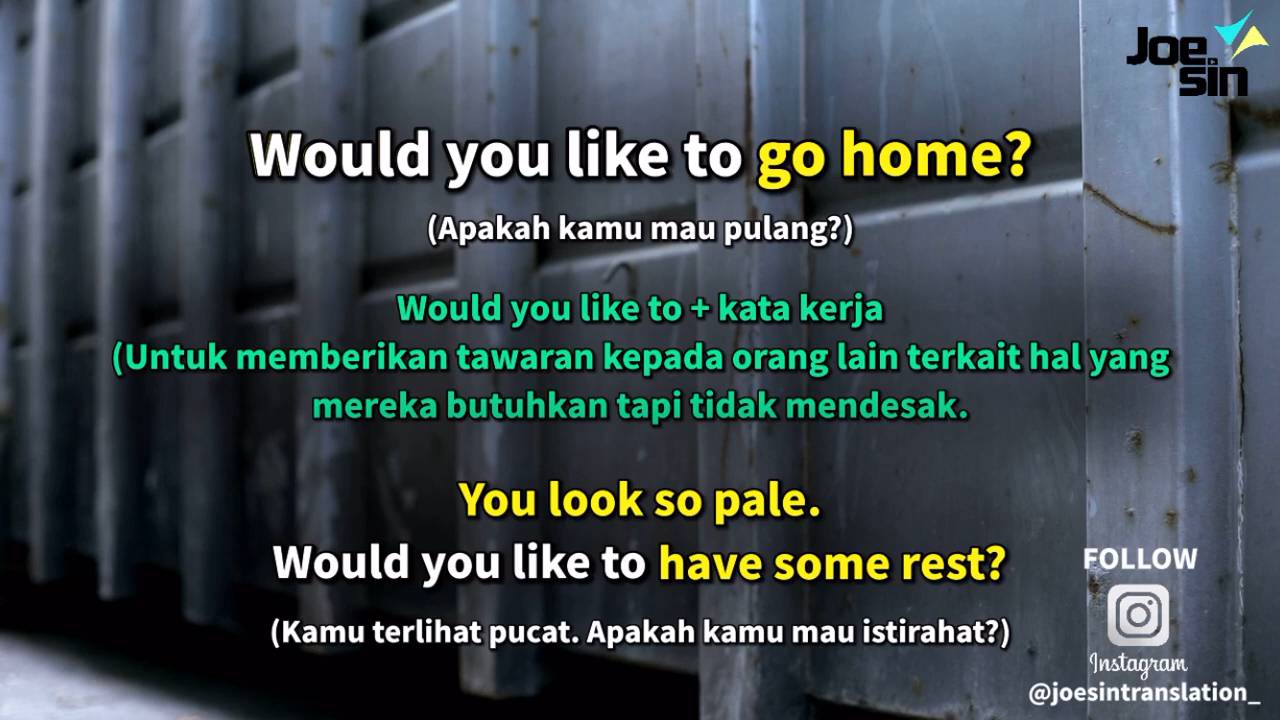 Joe
sin
Would you like to go home?
(Apakah kamu mau pulang?)
Would you like to + kata kerja
(Untuk memberikan tawaran kepada orang lain terkait hal yang
mereka butuhkan tapi tidak mendesak.
You look so pale.
Would you like to have some rest?
(Kamu terlihat pucat. Apakah kamu mau istirahat?)
FOLLOW
Instagram
@joesintranslation_